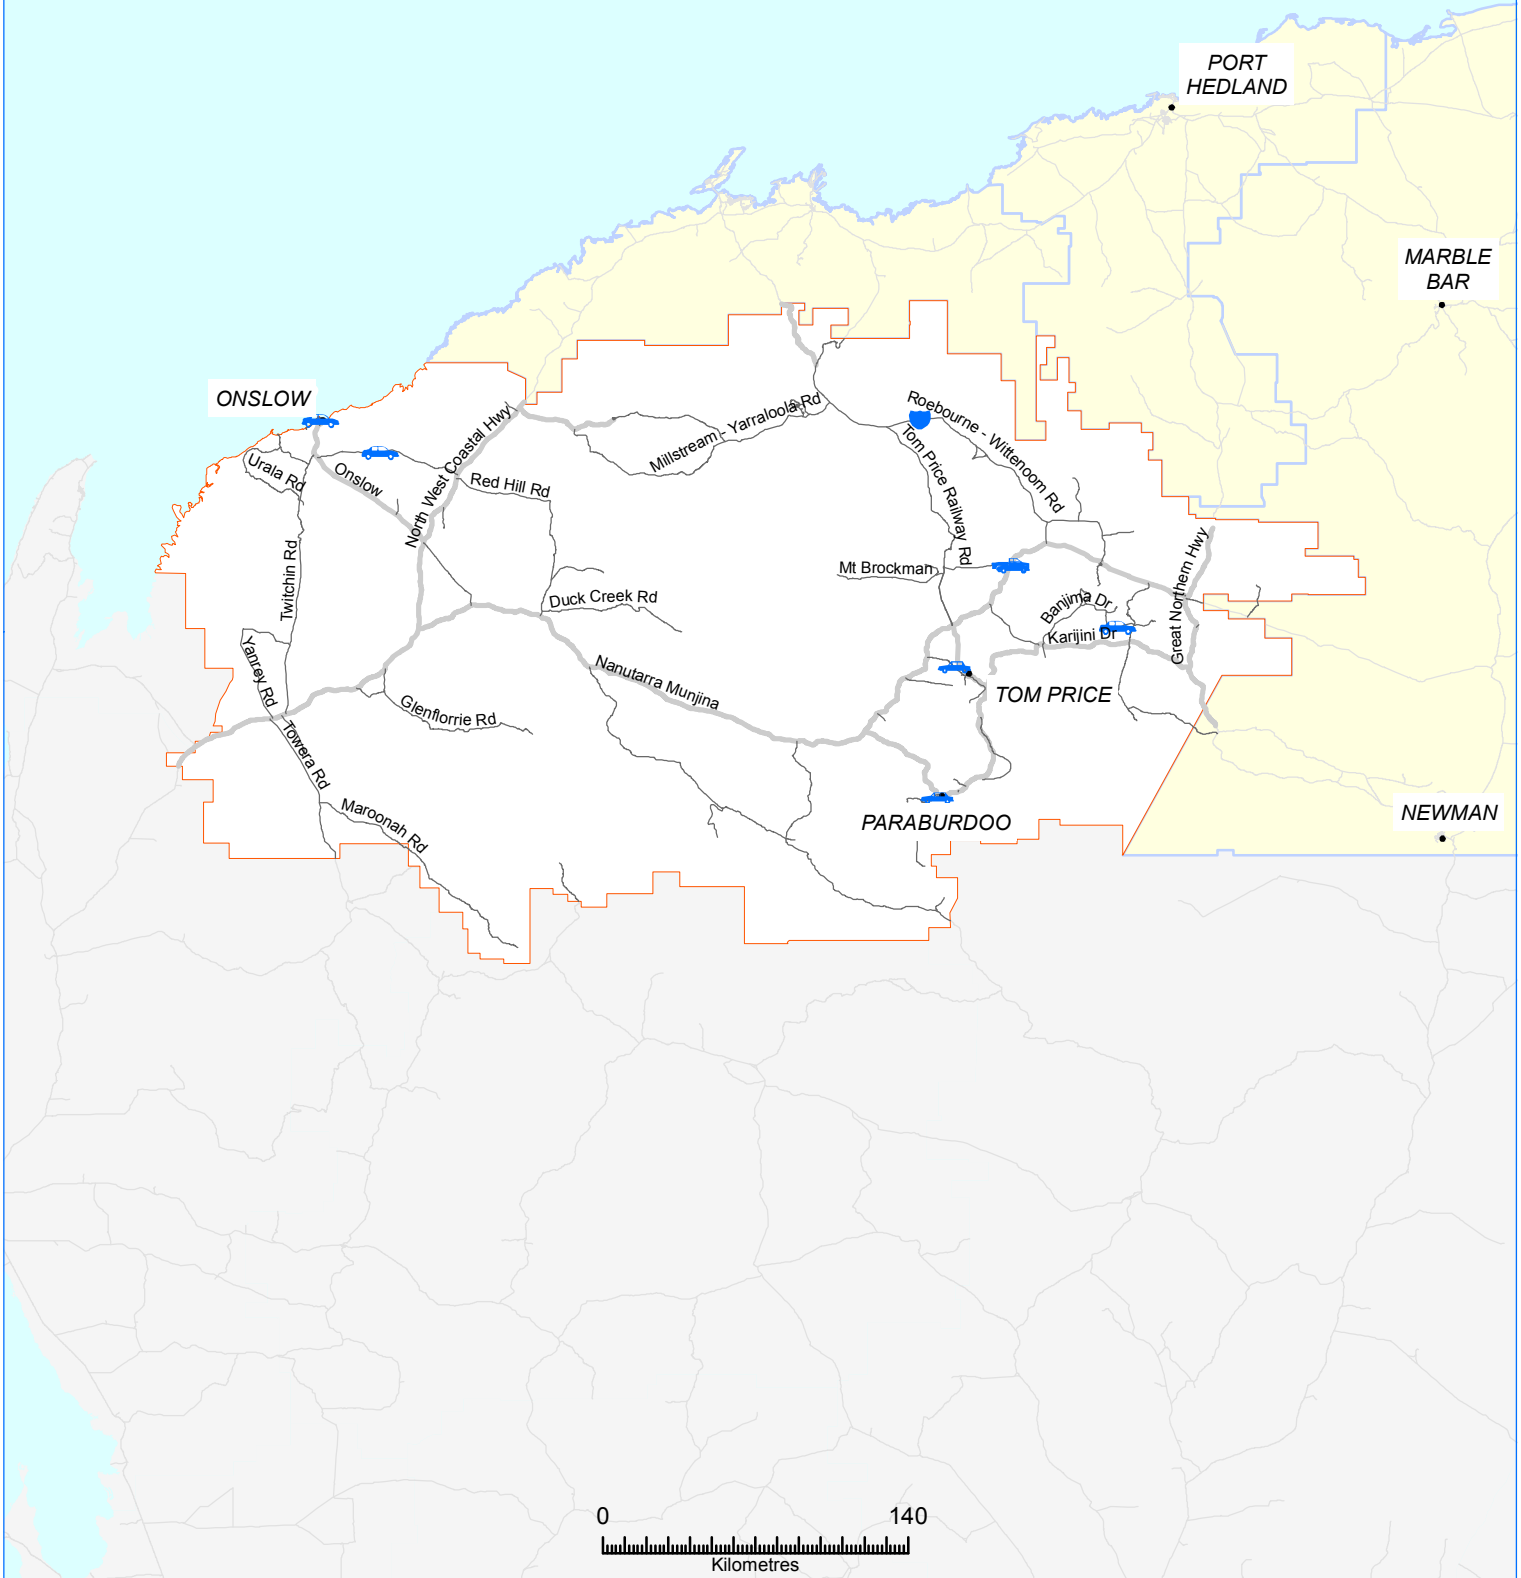 PORT
HEDLAND
MARBLE
BAR
ONSLOW
Roebourne - Wittenoom Rd
Millstream - Yarraloola Rd
North West Coastal Hwy
Tom Price Railway Rd
Urala Rd
Onslow
Red Hill Rd
Twitchin Rd
Mt Brockman
Great Northern Hwy
Duck Creek Rd
Banjima Dr
Karijini Dr
Yanrey Rd
Nanutarra Munjina
TOM PRICE
Glenflorrie Rd
Towera Rd
Maroonah Rd
PARABURDOO
NEWMAN
0 140
Kilometres